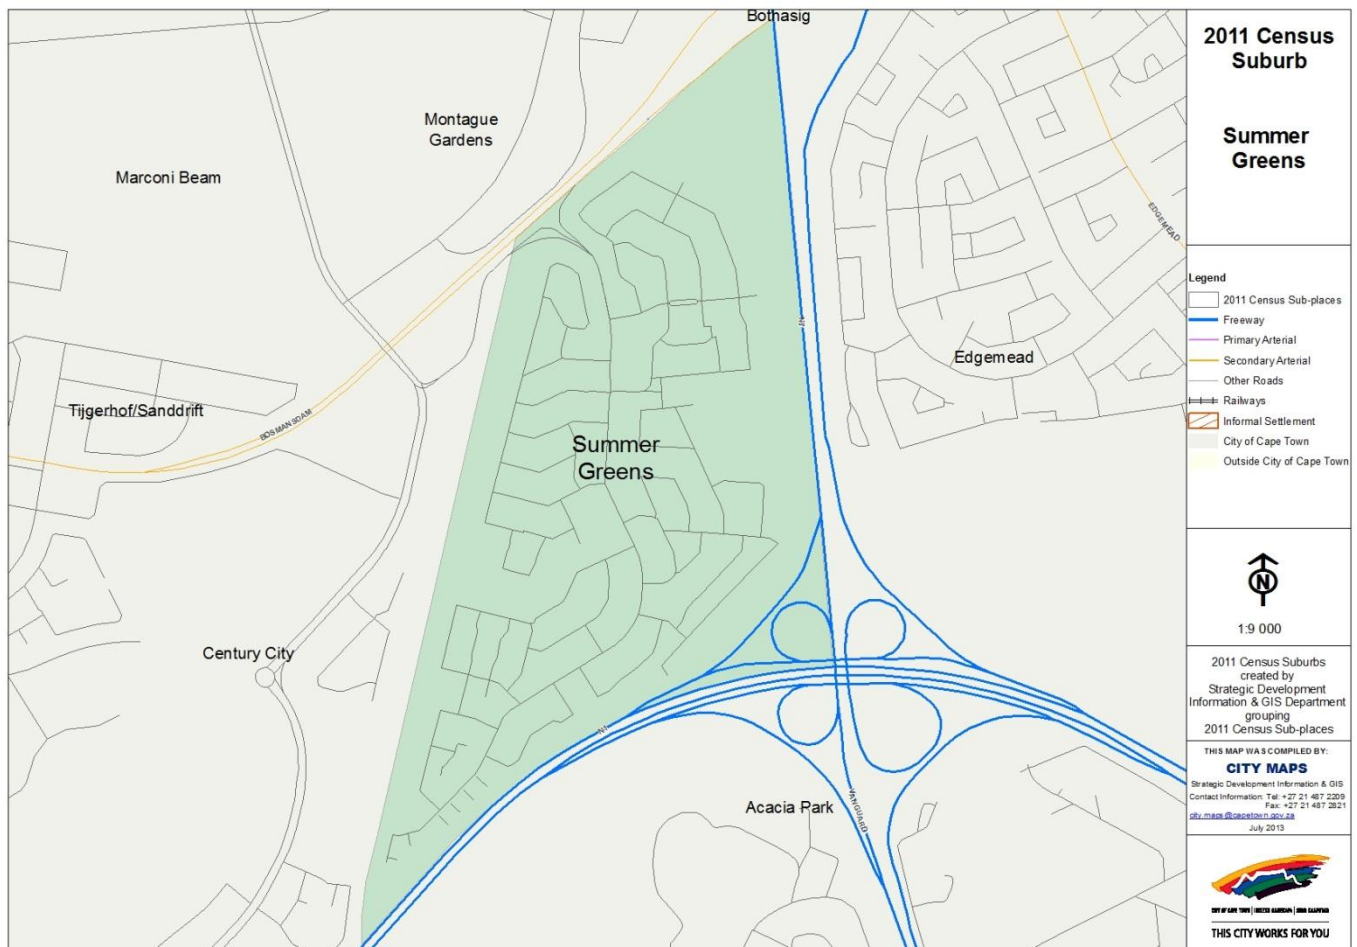 Bothasig
Montague
Gardens
Marconi Beam
EDGEMEAD
Edgemead
Tijgerhof/Sanddrift
BOSMANSDAM
Summer
Greens
Century City
N1
Acacia Park
VANGUARD
2011 Census
Suburb
Summer
Greens
Legend
2011 Census Sub-places
Freeway
Primary Arterial
Secondary Arterial
Other Roads
Railways
Informal Settlement
City of Cape Town
Outside City of Cape Town
N
1:9 000
2011 Census Suburbs
created by
Strategic Development
Information & GIS Department
grouping
2011 Census Sub-places
THIS MAP WAS COMPILED BY:
CITY MAPS
Strategic Development Information & GIS
Contact Information: Tel: +27 21 487 2209
Fax: +27 21 487 2821
city.maps@capetown.gov.za
July 2013
THIS CITY WORKS FOR YOU